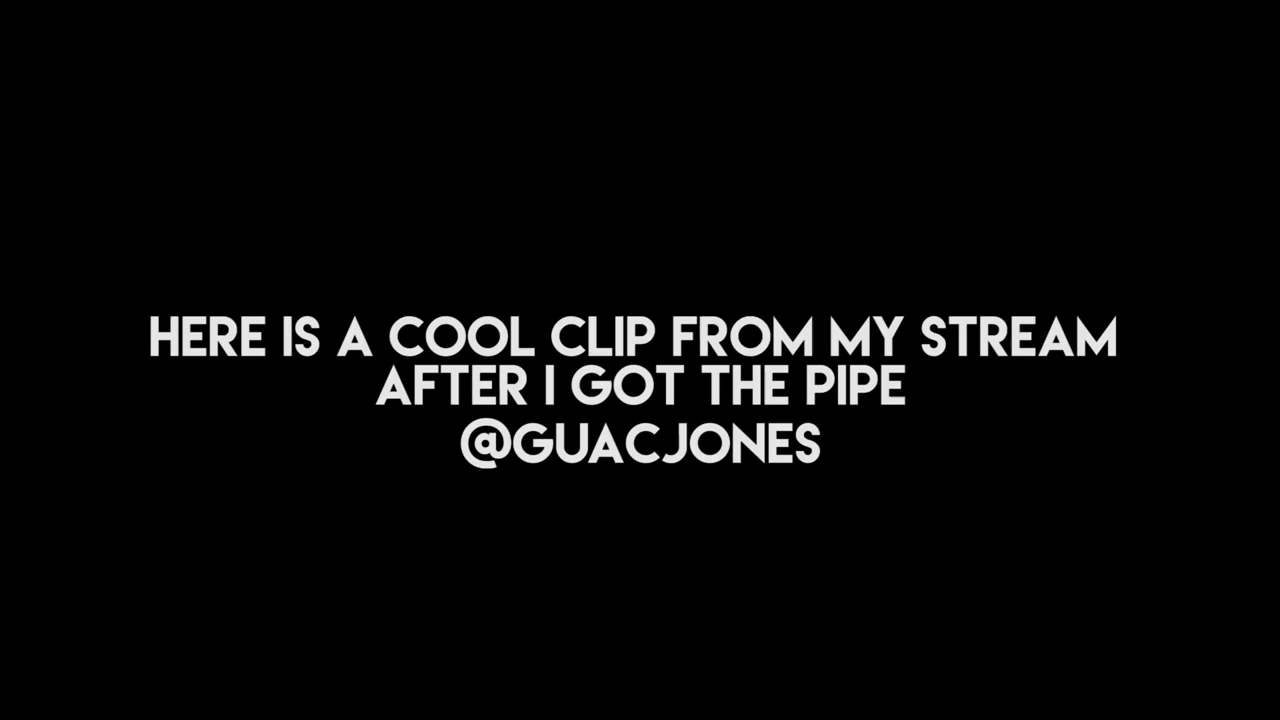 HERE IS A COOL CLIP FROM MY STREAM
AFTER I GOT THE PIPE
@GUACJONES